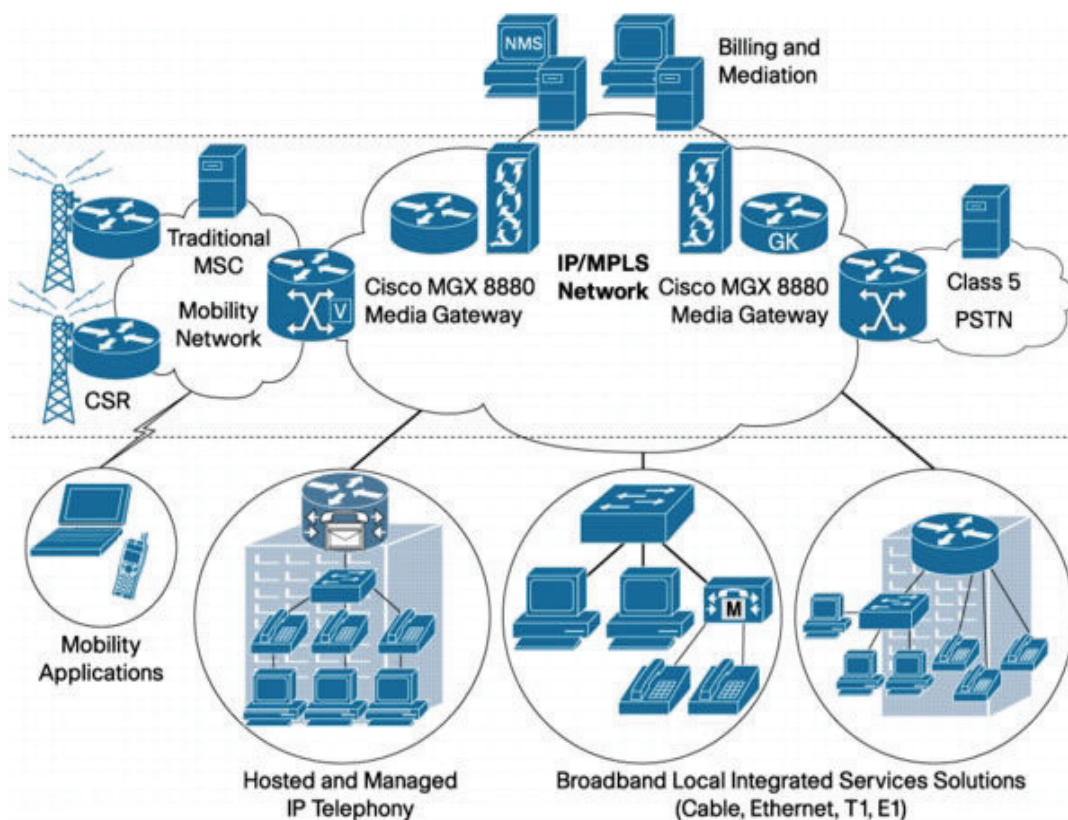 NMS
Billing and
Mediation
Traditional
MSC
Mobility
Network
CSR
V
Cisco MGX 8880
Media Gateway
IP/MPLS
Network
GK
Cisco MGX 8880
Media Gateway
Class 5
PSTN
Mobility
Applications
Hosted and Managed
IP Telephony
M
Broadband Local Integrated Services Solutions
(Cable, Ethernet, T1, E1)